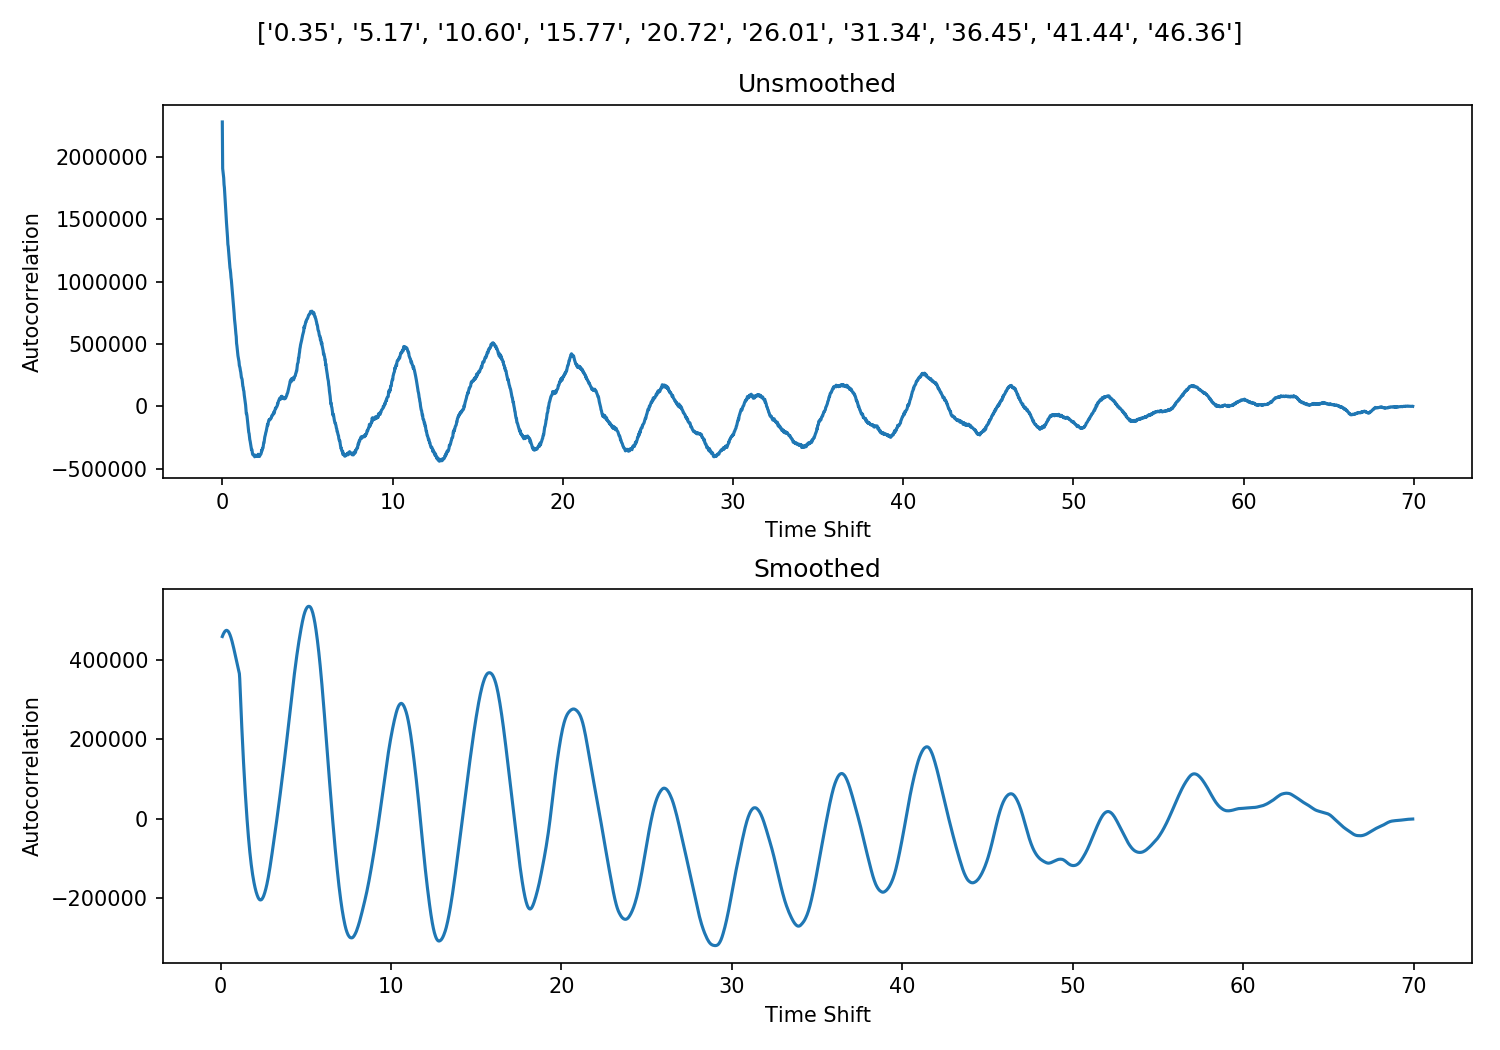 ['0.35', '5.17', '10.60', '15.77', '20.72', '26.01', '31.34', '36.45', '41.44', '46.36']
Unsmoothed
Autocorrelation
2000000
1500000
1000000
500000
0
−500000
0 10 20 30 40 50 60 70
Time Shift
Smoothed
Autocorrelation
400000
200000
0
−200000
0 10 20 30 40 50 60 70
Time Shift